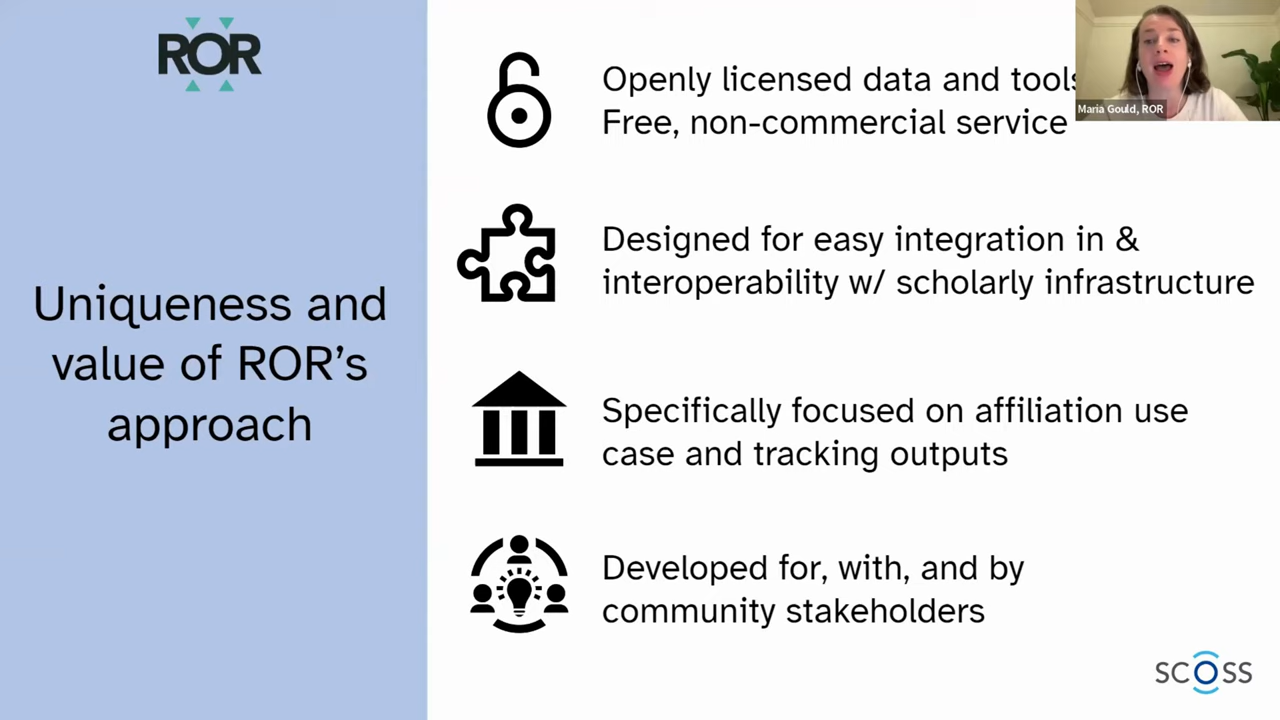 ROR
Uniqueness and
value of ROR’s
approach
Openly licensed data and tools
Free, non-commercial service
Designed for easy integration in &
interoperability w/ scholarly infrastructure
Specifically focused on affiliation use
case and tracking outputs
Developed for, with, and by
community stakeholders
Maria Gould, ROR
SCOSS